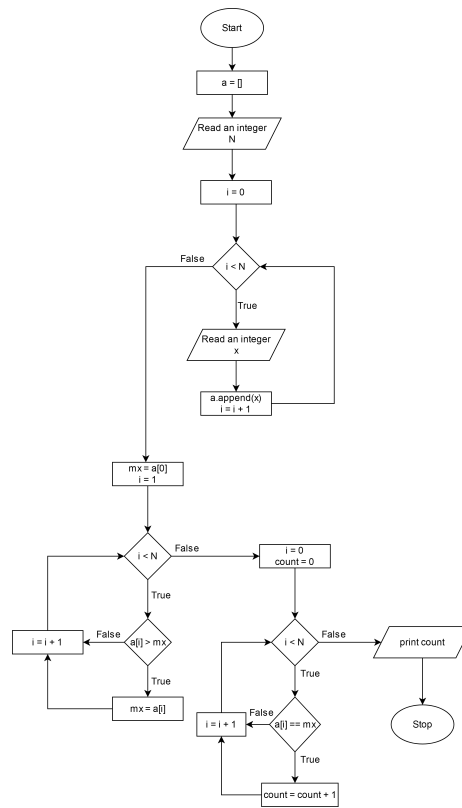 Start
a = []
Read an integer
N
i = 0
i < N
False
True
Read an integer
x
a.append(x)
i = i + 1
mx = a[0]
i = 1
i < N
False
True
i = i + 1
False
a[i] > mx
True
mx = a[i]
i = 0
count = 0
i < N
False
print count
True
i = i + 1
False
a[i] == mx
Stop
True
count = count + 1